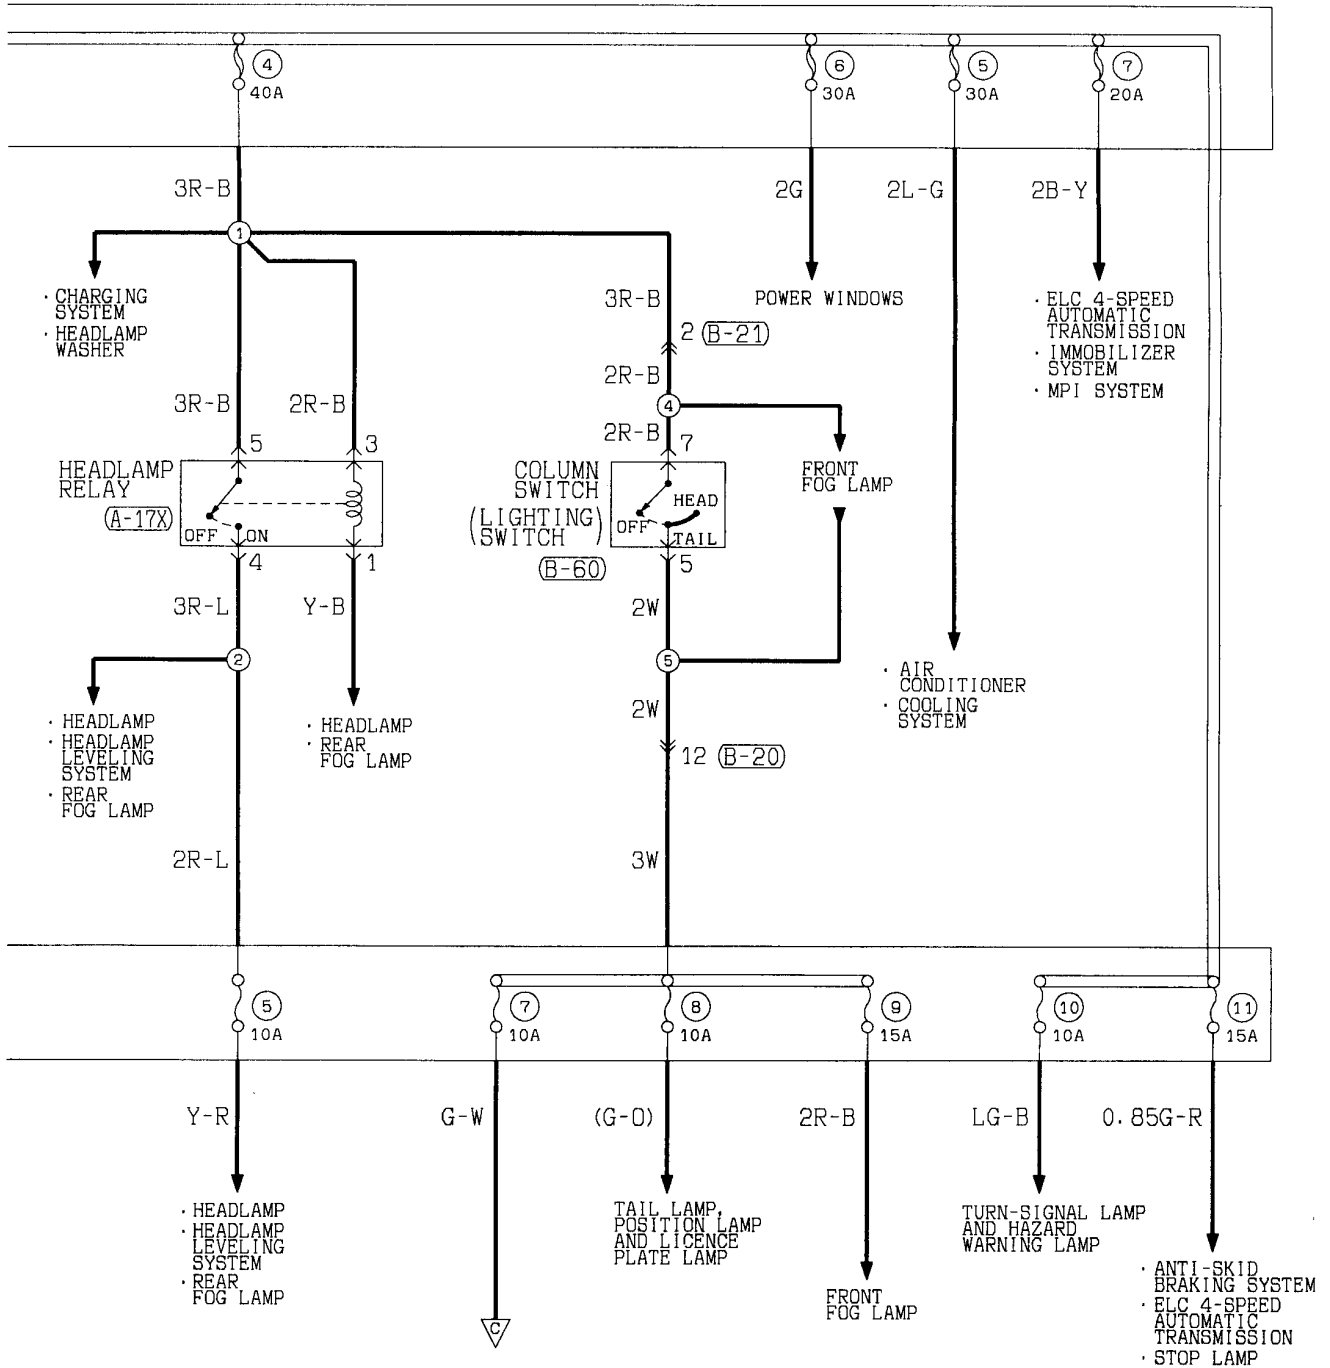 4
40A
6
30A
5
30A
7
20A
3R-B
2G
2L-G
2B-Y
1
· CHARGING
SYSTEM
· HEADLAMP
WASHER
3R-B
2 (B-21)
POWER WINDOWS
· ELC 4-SPEED
AUTOMATIC
TRANSMISSION
· IMMOBILIZER
SYSTEM
· MPI SYSTEM
2R-B
4
3R-B
2R-B
2R-B
5
3
7
HEADLAMP
RELAY
(A-17X)
OFF
ON
4
1
COLUMN
SWITCH
(LIGHTING)
(SWITCH)
(B-60)
HEAD
OFF
TAIL
5
FRONT
FOG LAMP
3R-L
Y-B
2W
2
5
· AIR
CONDITIONER
· COOLING
SYSTEM
· HEADLAMP
· HEADLAMP
LEVELING
SYSTEM
· REAR
FOG LAMP
· HEADLAMP
· REAR
FOG LAMP
2W
12 (B-20)
2R-L
3W
5
10A
7
10A
8
10A
9
15A
10
10A
11
15A
Y-R
G-W
(G-O)
2R-B
LG-B
0.85G-R
· HEADLAMP
· HEADLAMP
LEVELING
SYSTEM
· REAR
FOG LAMP
C
TAIL LAMP,
POSITION LAMP
AND LICENCE
PLATE LAMP
FRONT
FOG LAMP
TURN-SIGNAL LAMP
AND HAZARD
WARNING LAMP
· ANTI-SKID
BRAKING SYSTEM
· ELC 4-SPEED
AUTOMATIC
TRANSMISSION
· STOP LAMP